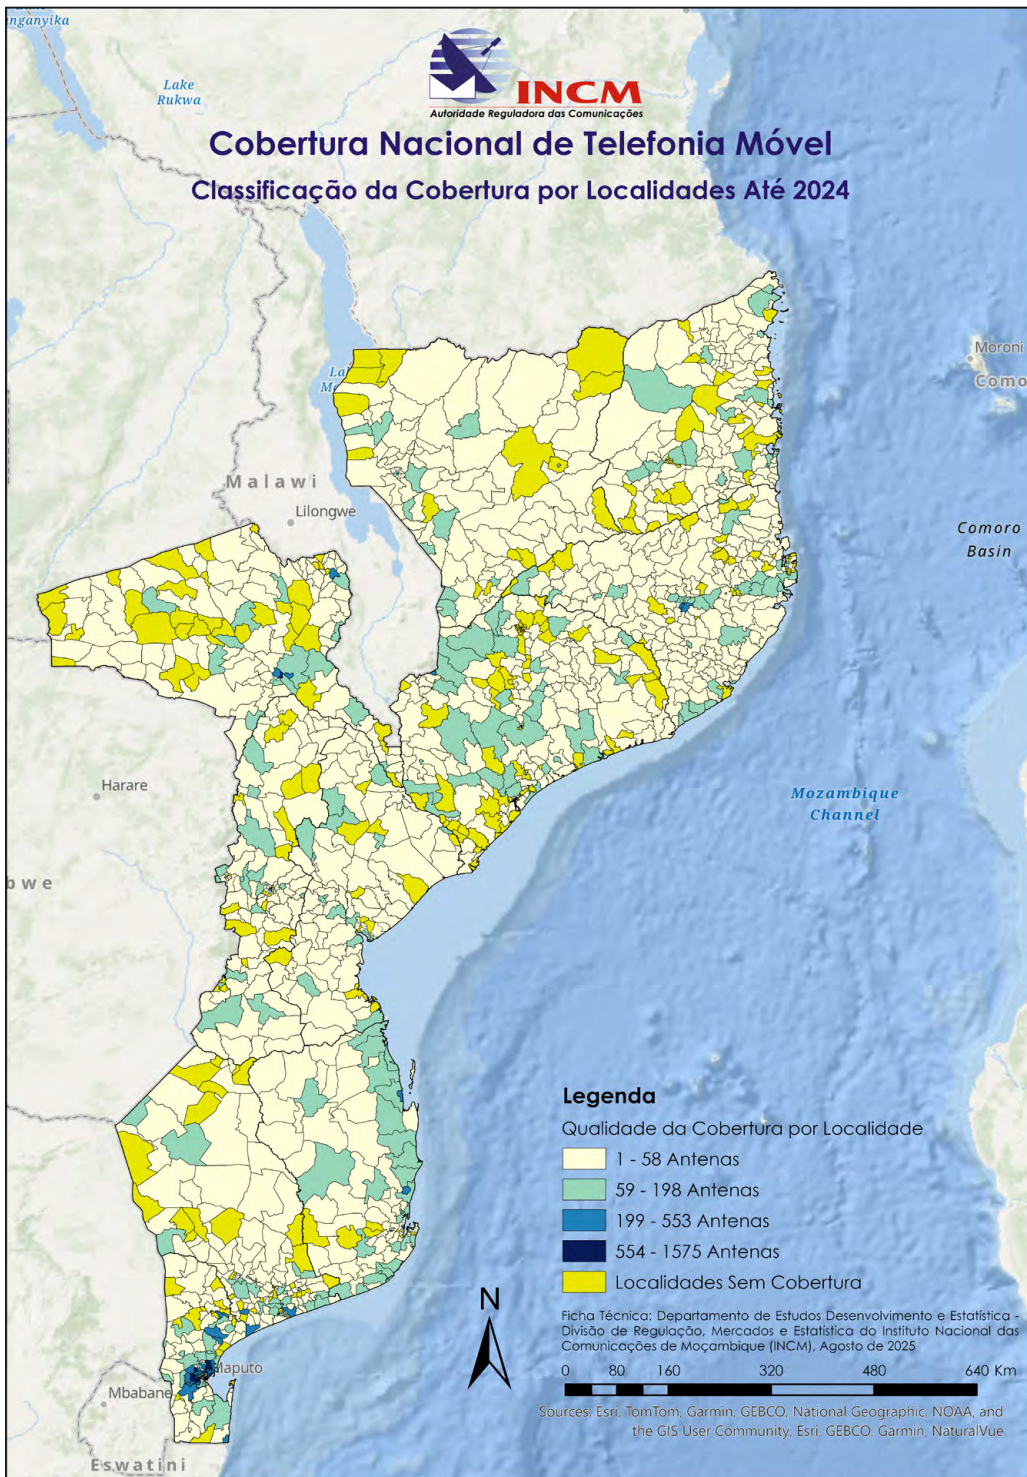 nganyika
Lake
Rukwa
INCM
Autoridade Reguladora das Comunicações
Cobertura Nacional de Telefonia Móvel
Classificação da Cobertura por Localidades Até 2024
Moroni
Como
La
M
Malawi
Lilongwe
Comoro
Basin
Harare
Mozambique
Channel
bwe
Legenda
Qualidade da Cobertura por Localidade
1 - 58 Antenas
59 - 198 Antenas
199 - 553 Antenas
554 - 1575 Antenas
Localidades Sem Cobertura
N
Ficha Técnica: Departamento de Estudos Desenvolvimento e Estatística -
Divisão de Regulação, Mercados e Estatística do Instituto Nacional das
Comunicações de Moçambique (INCM), Agosto de 2025
0 80 160 320 480 640 Km
Maputo
Mbabane
Sources: Esri, TomTom, Garmin, GEBCO, National Geographic, NOAA, and
the GIS User Community, Esri, GEBCO, Garmin, NaturalVue
Eswatini